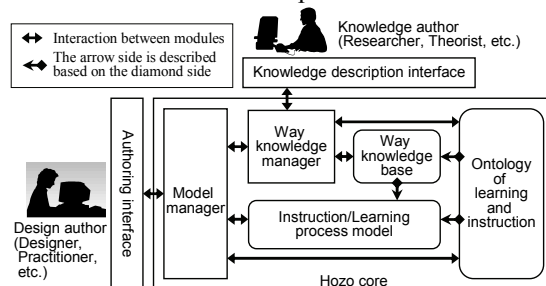 Interaction between modules
The arrow side is described
based on the diamond side
Knowledge author
(Researcher, Theorist, etc.)
Knowledge description interface
Authoring interface
Design author
(Designer,
Practitioner,
etc.)
Model
manager
Way
knowledge
manager
Way
knowledge
base
Instruction/Learning
process model
Ontology
of
learning
and
instruction
Hozo core